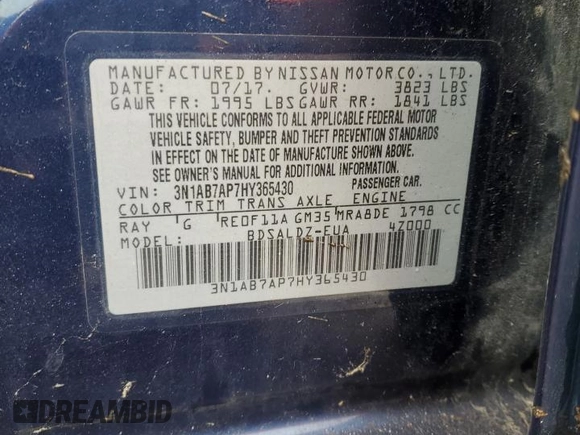 MANUFACTURED BY NISSAN MOTOR CO., LTD.
DATE: 07/17. GVWR: 3823 LBS
GAWR FR: 1995 LBS GAWR RR: 1841 LBS
THIS VEHICLE CONFORMS TO ALL APPLICABLE FEDERAL MOTOR
VEHICLE SAFETY, BUMPER AND THEFT PREVENTION STANDARDS
IN EFFECT ON THE DATE OF MANUFACTURE SHOWN ABOVE.
SEE OWNER'S MANUAL FOR ADDITIONAL INFORMATION.
VIN: 3N1AB7AP7HY365430 PASSENGER CAR.
COLOR TRIM TRANS AXLE ENGINE
RAY G RE0F11A GM35 MRA8DE 1798 CC
MODEL: BDSALDZ-EUA 4Z000
3N1AB7AP7HY365430
DREAMBID